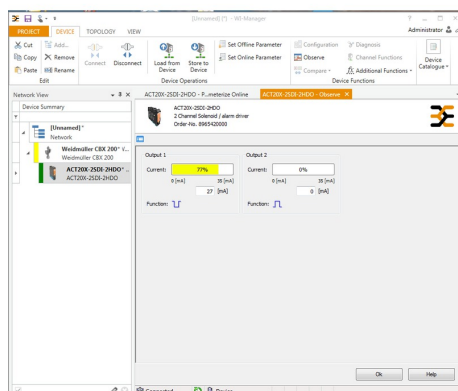 [Unnamed] (*) - WI-Manager
PROJECT DEVICE TOPOLOGY VIEW
Administrator
Cut
Copy
Paste
Add...
Remove
Rename
Edit
Connect
Disconnect
Load from Device
Store to Device
Set Offline Parameter
Set Online Parameter
Device Operations
Configuration
Observe
Compare
Diagnosis
Channel Functions
Additional Functions
Device Functions
Device Catalogue
Network View
Device Summary
[Unnamed]*
Network
Weidmüller CBX 200*
Weidmüller CBX 200
ACT20X-2SDI-2HDO*
ACT20X-2SDI-2HDO
ACT20X-2SDI-2HDO - P...meterize Online
ACT20X-2SDI-2HDO - Observe
ACT20X-2SDI-2HDO
2 Channel Solenoid / alarm driver
Order-No. 8965420000
Output 1
Current: 77%
0 [mA] 35 [mA]
27 [mA]
Function:
Output 2
Current: 0%
0 [mA] 35 [mA]
0 [mA]
Function:
Ok
Help
Connected
Device